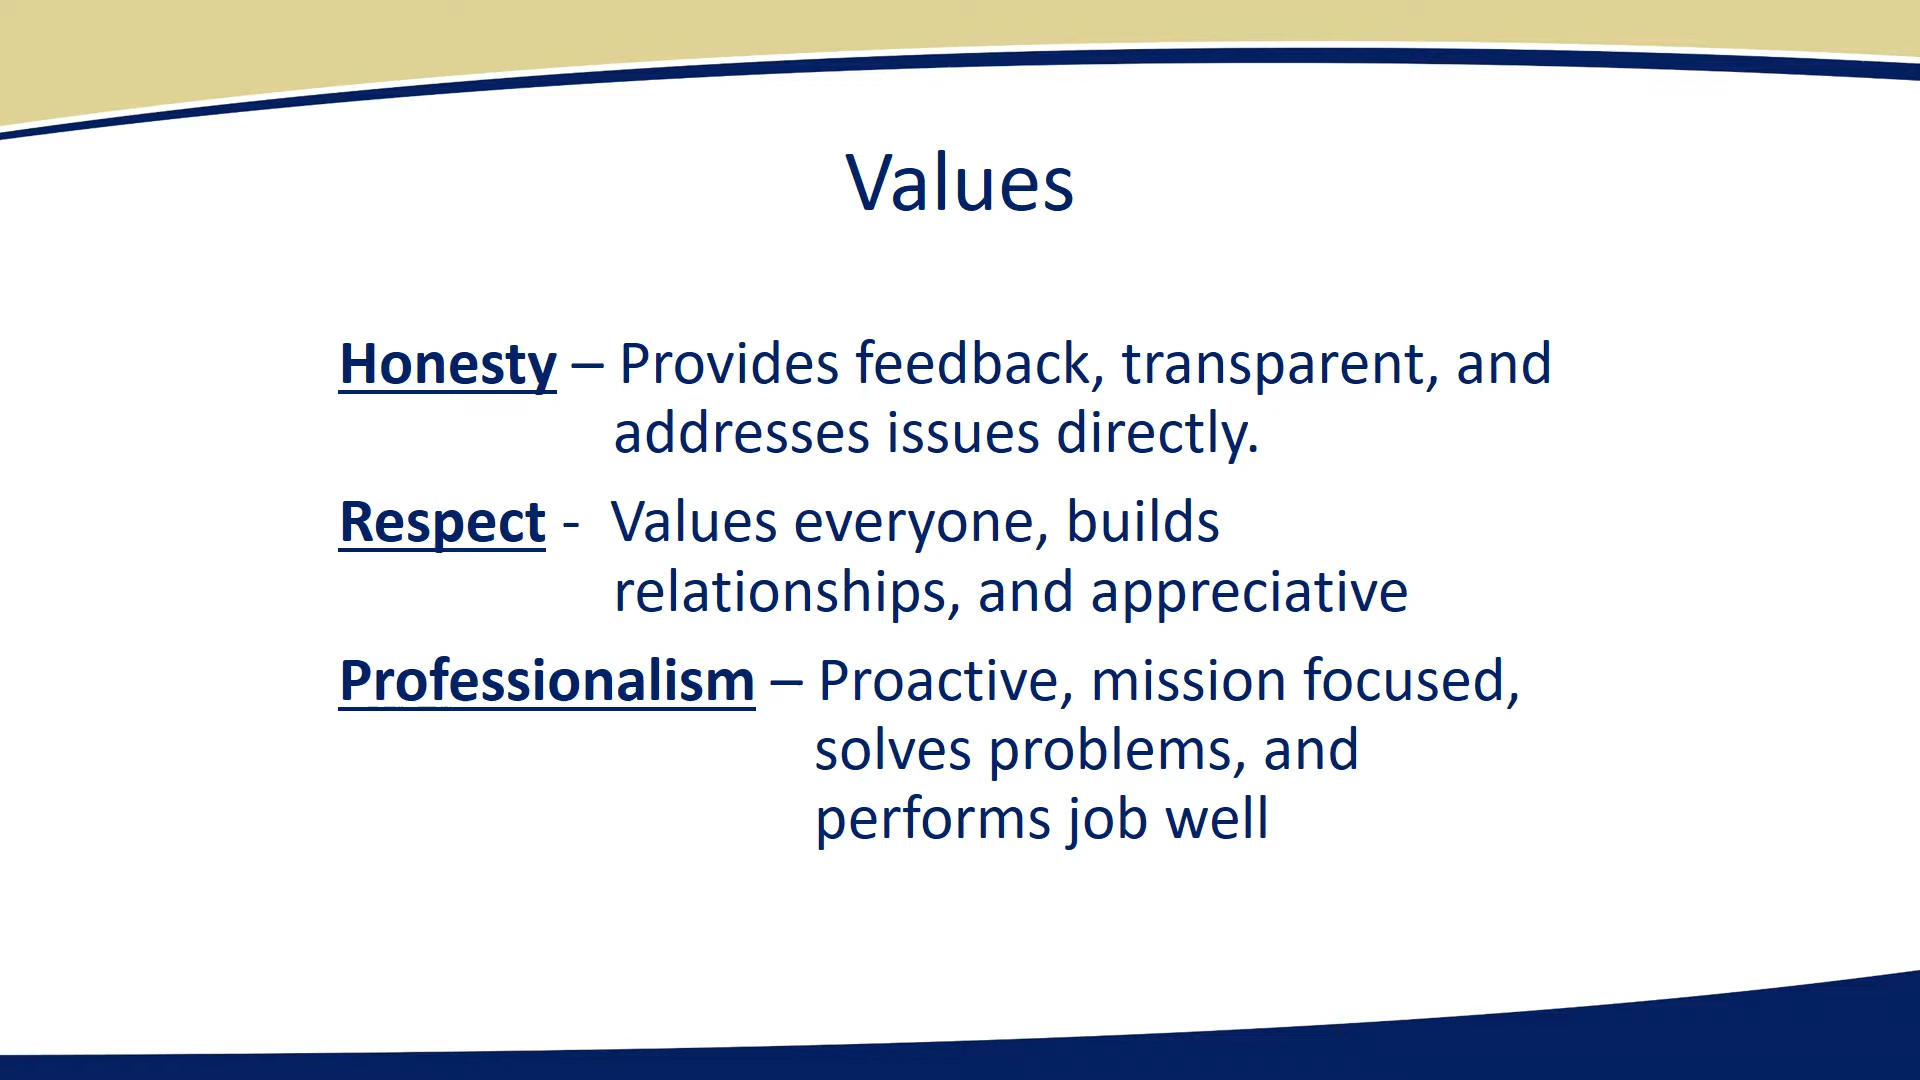 Values
Honesty – Provides feedback, transparent, and
addresses issues directly.
Respect - Values everyone, builds
relationships, and appreciative
Professionalism – Proactive, mission focused,
solves problems, and
performs job well